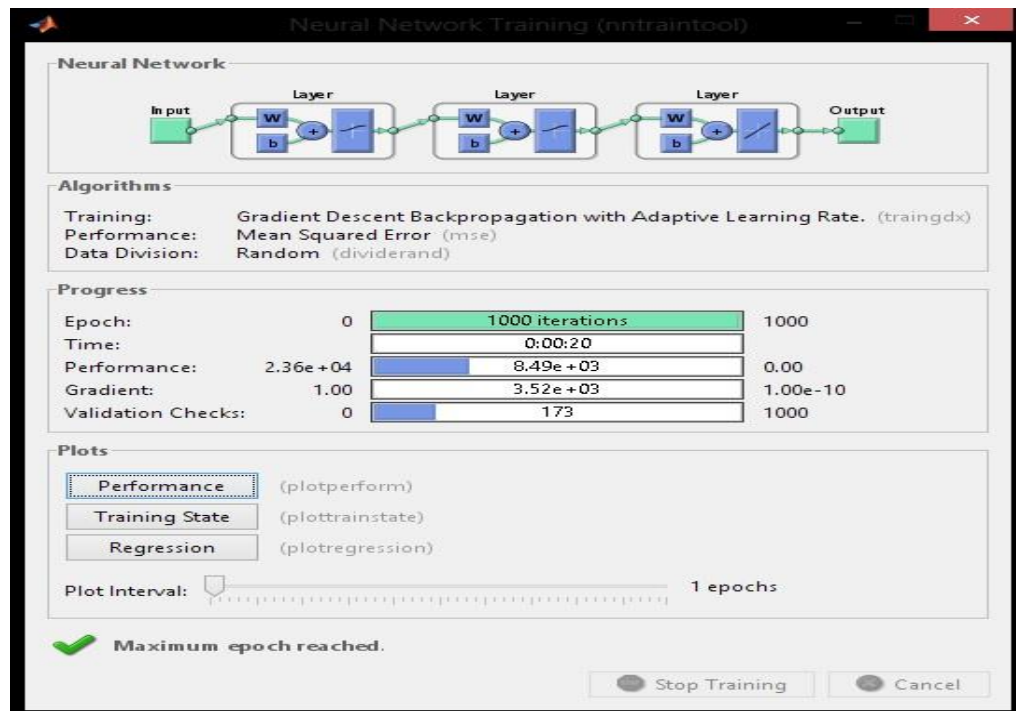 Neural Network Training (nntraintool)
Neural Network
Layer Layer Layer
Input Output
W W W
b b b
Algorithms
Training: Gradient Descent Backpropagation with Adaptive Learning Rate. (traingdx)
Performance: Mean Squared Error (mse)
Data Division: Random (dividerand)
Progress
Epoch: 0 1000 iterations 1000
Time: 0:00:20
Performance: 2.36e+04 8.49e+03 0.00
Gradient: 1.00 3.52e+03 1.00e-10
Validation Checks: 0 173 1000
Plots
Performance (plotperform)
Training State (plottrainstate)
Regression (plotregression)
Plot Interval: 1 epochs
Maximum epoch reached.
Stop Training Cancel